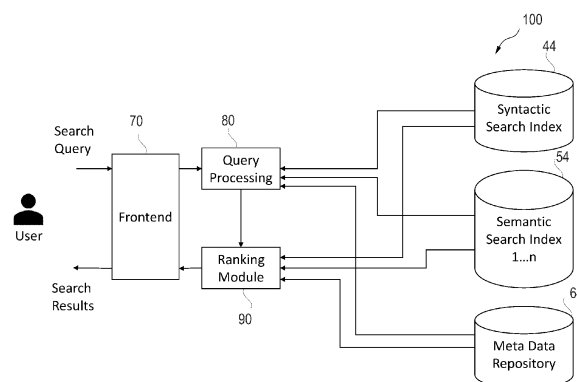 100
44
Syntactic
Search Index
70
80
Search
Query
Query
Processing
54
Frontend
User
Semantic
Search Index
1...n
Ranking
Module
Search
Results
90
6
Meta Data
Repository